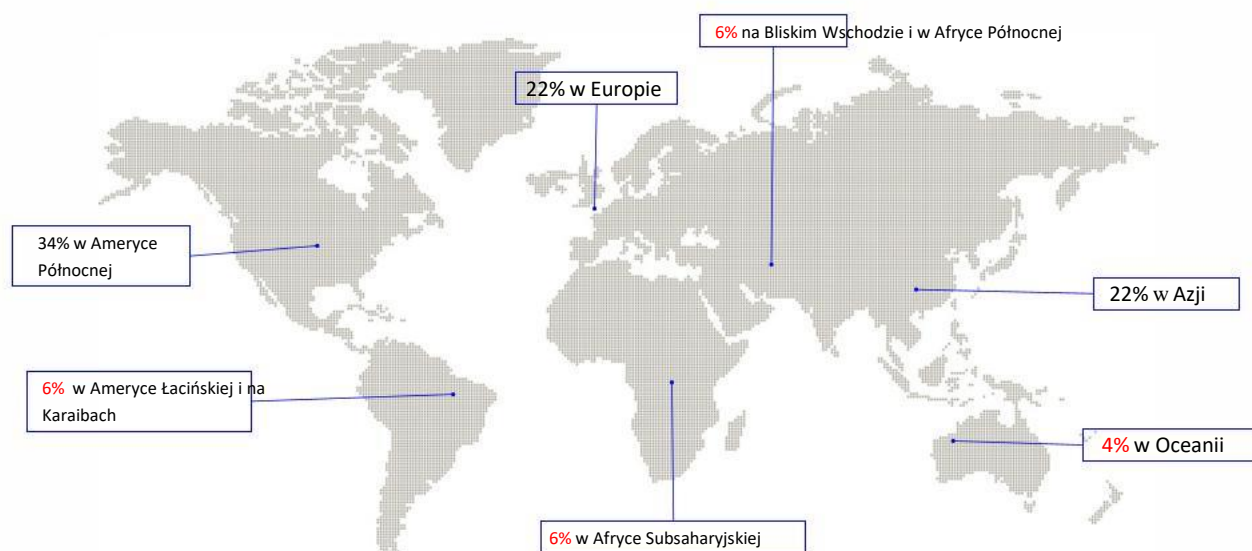 6% na Bliskim Wschodzie i w Afryce Północnej
22% w Europie
34% w Ameryce
Północnej
22% w Azji
6% w Ameryce Łacińskiej i na
Karaibach
4% w Oceanii
6% w Afryce Subsaharyjskiej